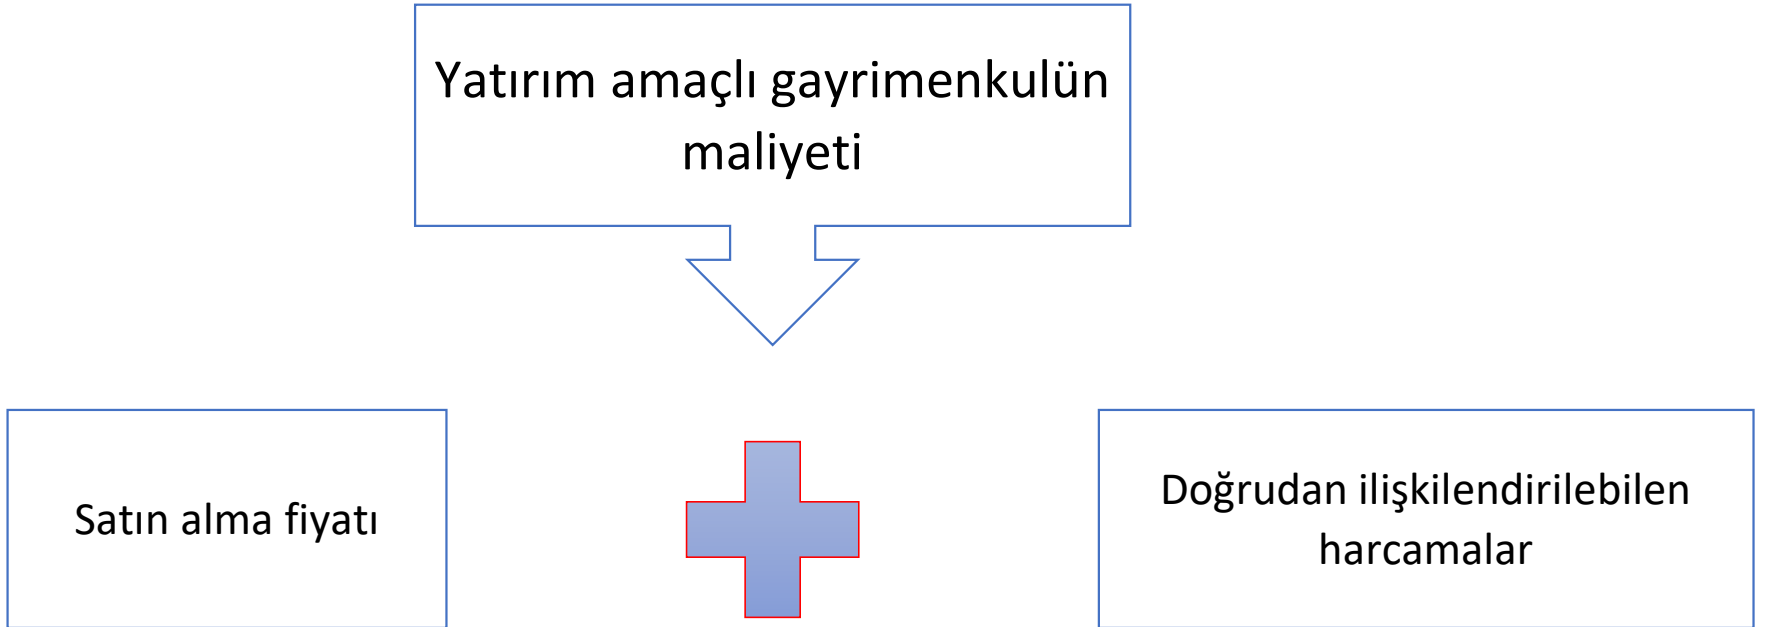 Yatırım amaçlı gayrimenkulün
maliyeti
Satın alma fiyatı
Doğrudan ilişkilendirilebilen
harcamalar